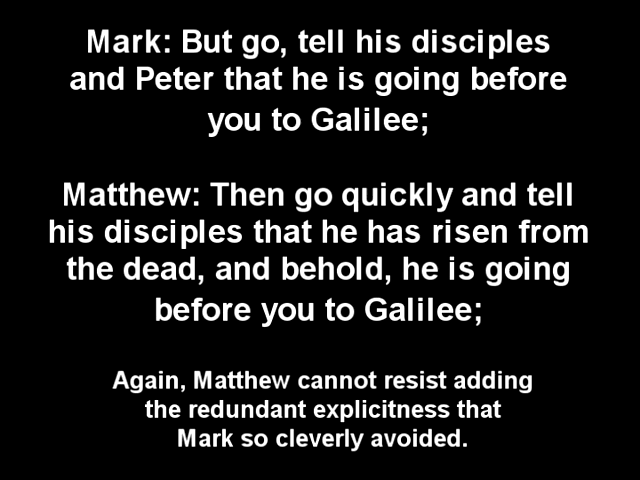 Mark: But go, tell his disciples
and Peter that he is going before
you to Galilee;
Matthew: Then go quickly and tell
his disciples that he has risen from
the dead, and behold, he is going
before you to Galilee;
Again, Matthew cannot resist adding
the redundant explicitness that
Mark so cleverly avoided.